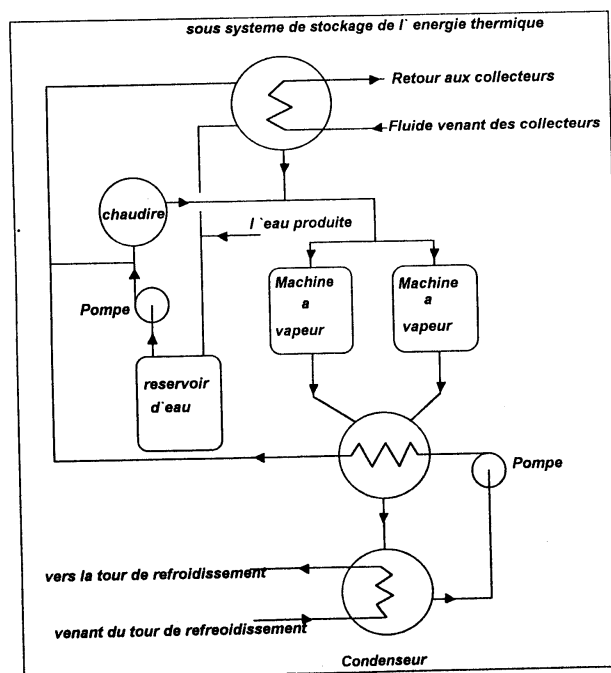 sous systeme de stockage de l` energie thermique
Retour aux collecteurs
Fluide venant des collecteurs
chaudire
l `eau produite
Machine
a
vapeur
Machine
a
vapeur
Pompe
reservoir
d`eau
Pompe
vers la tour de refroidissement
venant du tour de refreoidissement
Condenseur